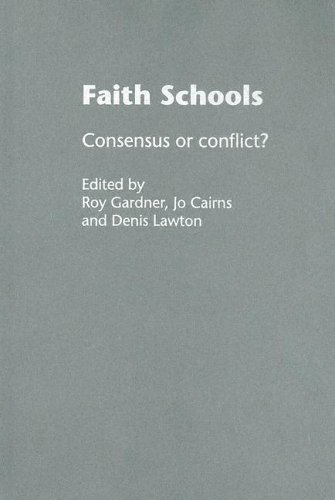 Faith Schools
Consensus or conflict?
Edited by
Roy Gardner, Jo Cairns
and Denis Lawton